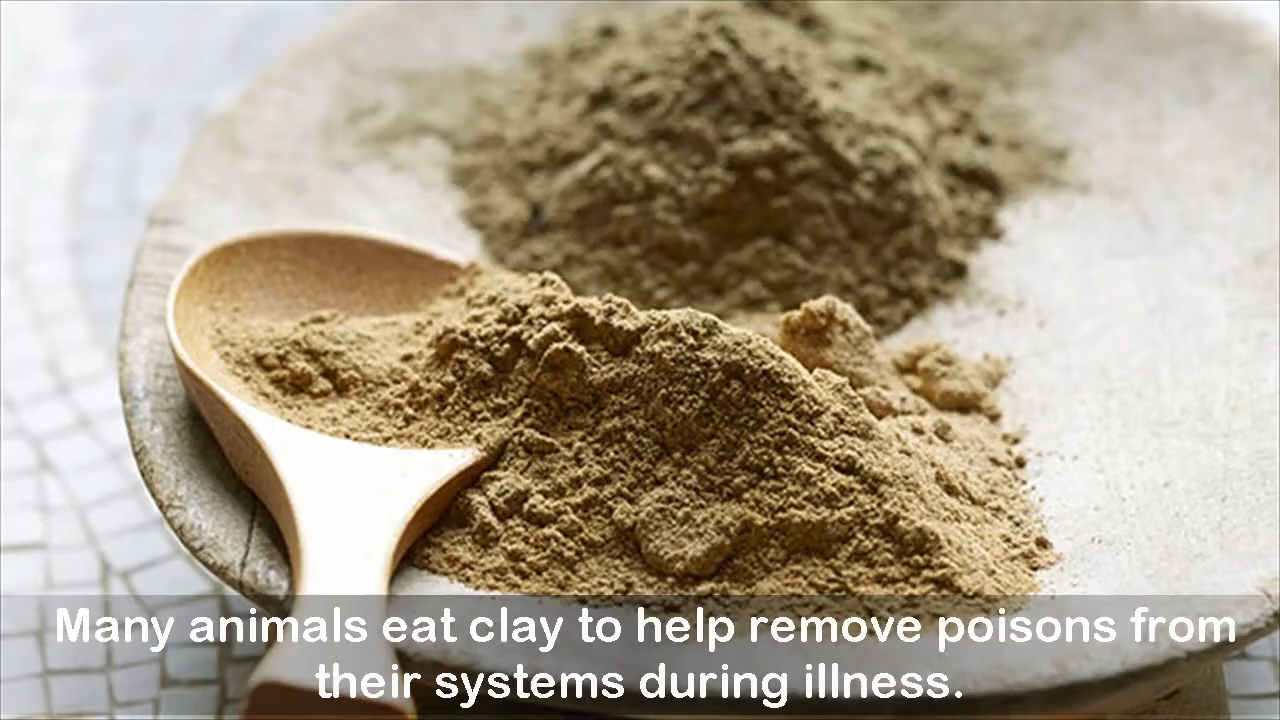 Many animals eat clay to help remove poisons from
their systems during illness.